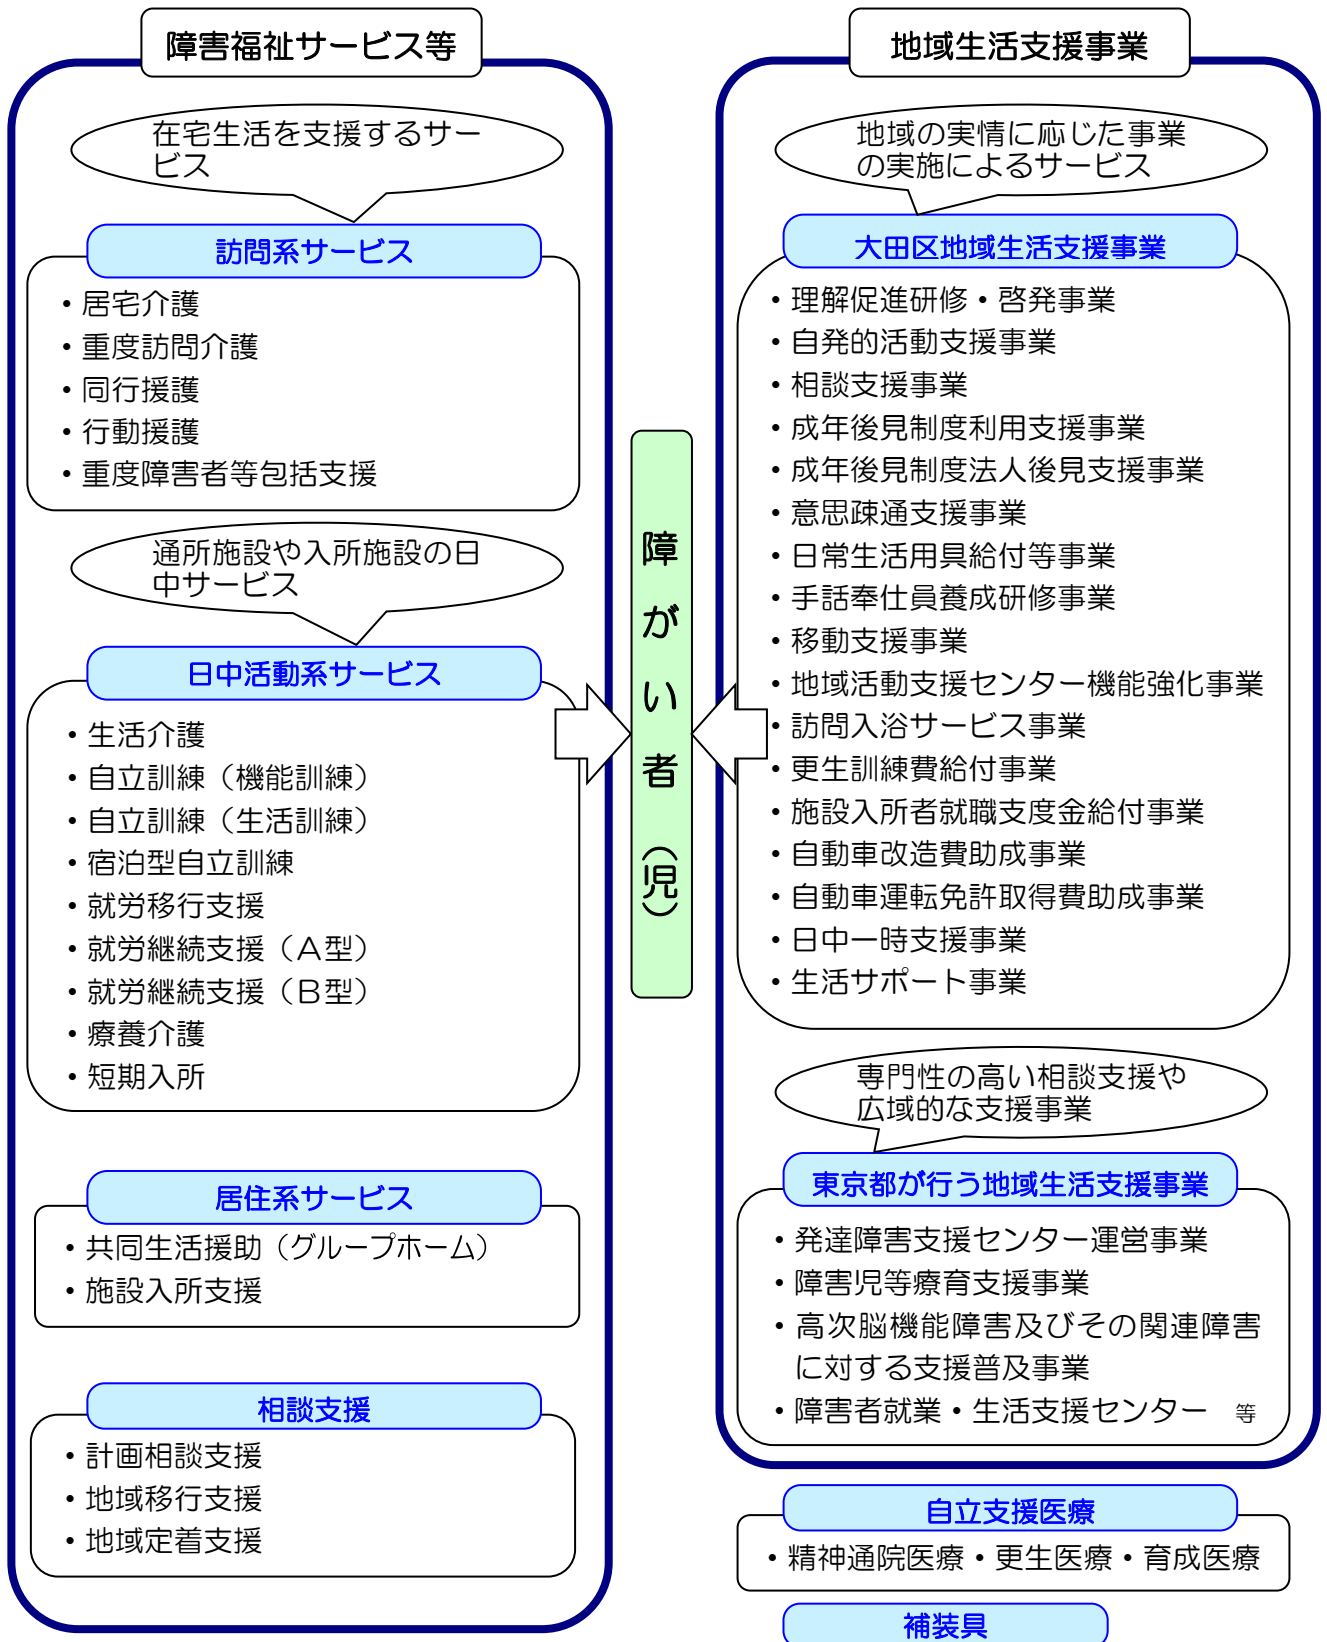 障害福祉サービス等
在宅生活を支援するサー
ビス
訪問系サービス
・居宅介護
・重度訪問介護
・同行援護
・行動援護
・重度障害者等包括支援
通所施設や入所施設の日
中サービス
日中活動系サービス
・生活介護
・自立訓練（機能訓練）
・自立訓練（生活訓練）
・宿泊型自立訓練
・就労移行支援
・就労継続支援（Ａ型）
・就労継続支援（Ｂ型）
・療養介護
・短期入所
居住系サービス
・共同生活援助（グループホーム）
・施設入所支援
相談支援
・計画相談支援
・地域移行支援
・地域定着支援
障がい者（児）
地域生活支援事業
地域の実情に応じた事業
の実施によるサービス
大田区地域生活支援事業
・理解促進研修・啓発事業
・自発的活動支援事業
・相談支援事業
・成年後見制度利用支援事業
・成年後見制度法人後見支援事業
・意思疎通支援事業
・日常生活用具給付等事業
・手話奉仕員養成研修事業
・移動支援事業
・地域活動支援センター機能強化事業
・訪問入浴サービス事業
・更生訓練費給付事業
・施設入所者就職支度金給付事業
・自動車改造費助成事業
・自動車運転免許取得費助成事業
・日中一時支援事業
・生活サポート事業
専門性の高い相談支援や
広域的な支援事業
東京都が行う地域生活支援事業
・発達障害支援センター運営事業
・障害児等療育支援事業
・高次脳機能障害及びその関連障害
に対する支援普及事業
・障害者就業・生活支援センター　等
自立支援医療
・精神通院医療・更生医療・育成医療
補装具